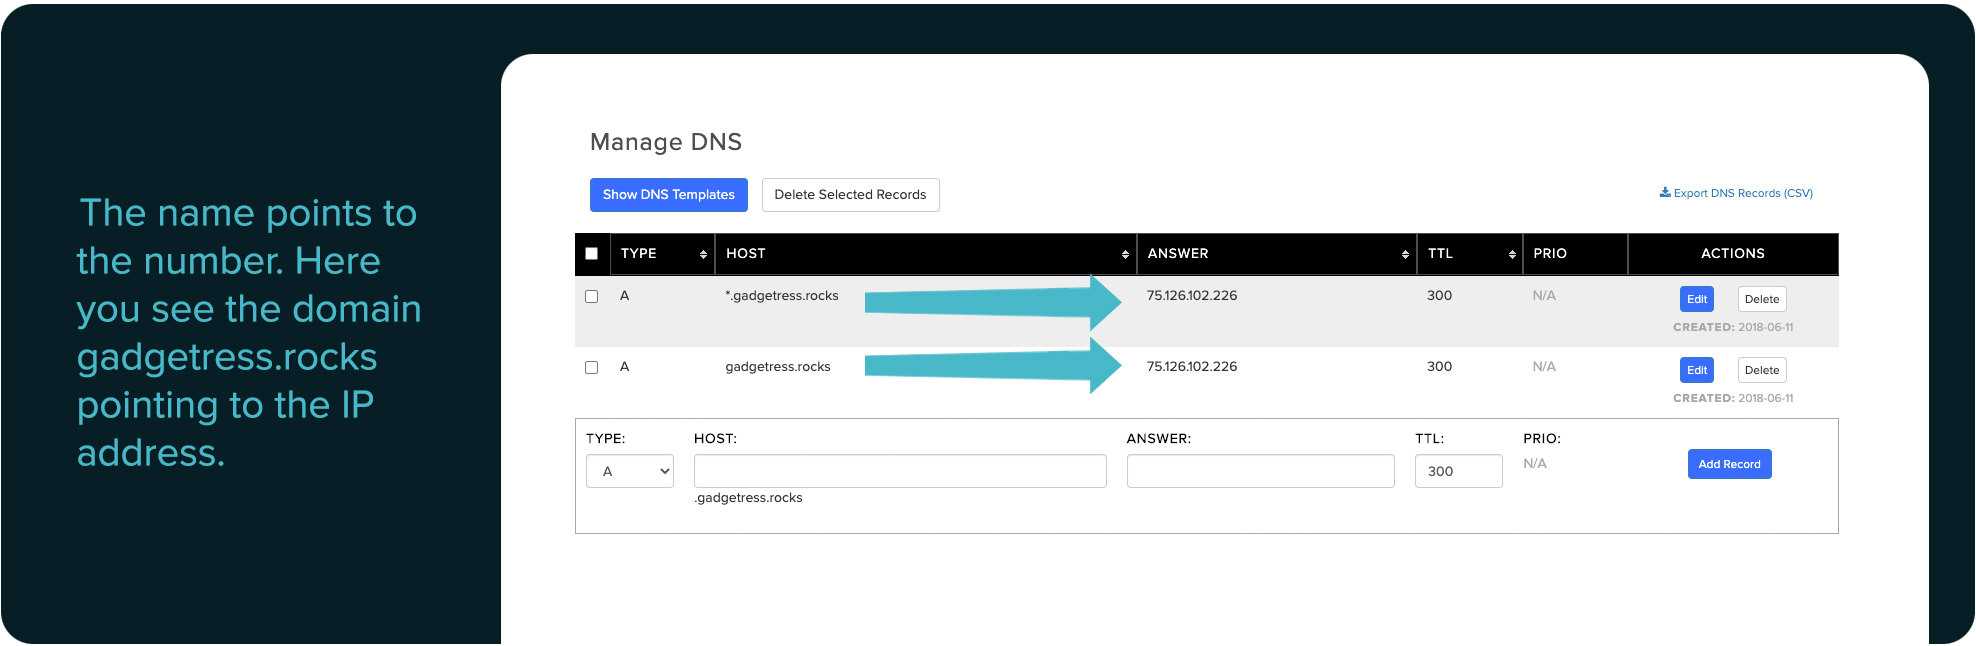 The name points to
the number. Here
you see the domain
gadgetress.rocks
pointing to the IP
address.
Manage DNS
Show DNS Templates Delete Selected Records Export DNS Records (CSV)
TYPE HOST ANSWER TTL PRIO ACTIONS
A *.gadgetress.rocks 75.126.102.226 300 N/A Edit Delete
CREATED: 2018-06-11
A gadgetress.rocks 75.126.102.226 300 N/A Edit Delete
CREATED: 2018-06-11
TYPE: HOST: ANSWER: TTL: PRIO:
A 300 N/A Add Record
.gadgetress.rocks